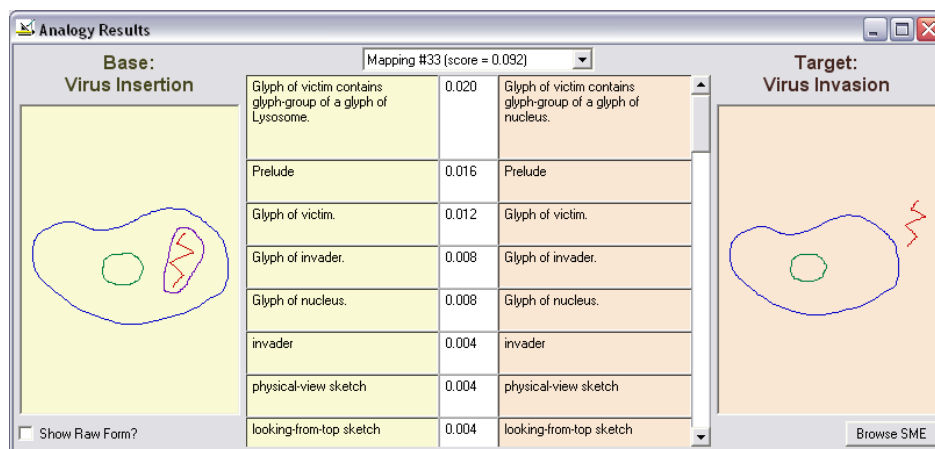 Analogy Results
Base:
Virus Insertion
Mapping #33 (score = 0.092)
Target:
Virus Invasion
Glyph of victim contains
glyph-group of a glyph of
Lysosome.
0.020
Glyph of victim contains
glyph-group of a glyph of
nucleus.
Prelude 0.016 Prelude
Glyph of victim. 0.012 Glyph of victim.
Glyph of invader. 0.008 Glyph of invader.
Glyph of nucleus. 0.008 Glyph of nucleus.
invader 0.004 invader
physical-view sketch 0.004 physical-view sketch
looking-from-top sketch 0.004 looking-from-top sketch
Show Raw Form?
Browse SME